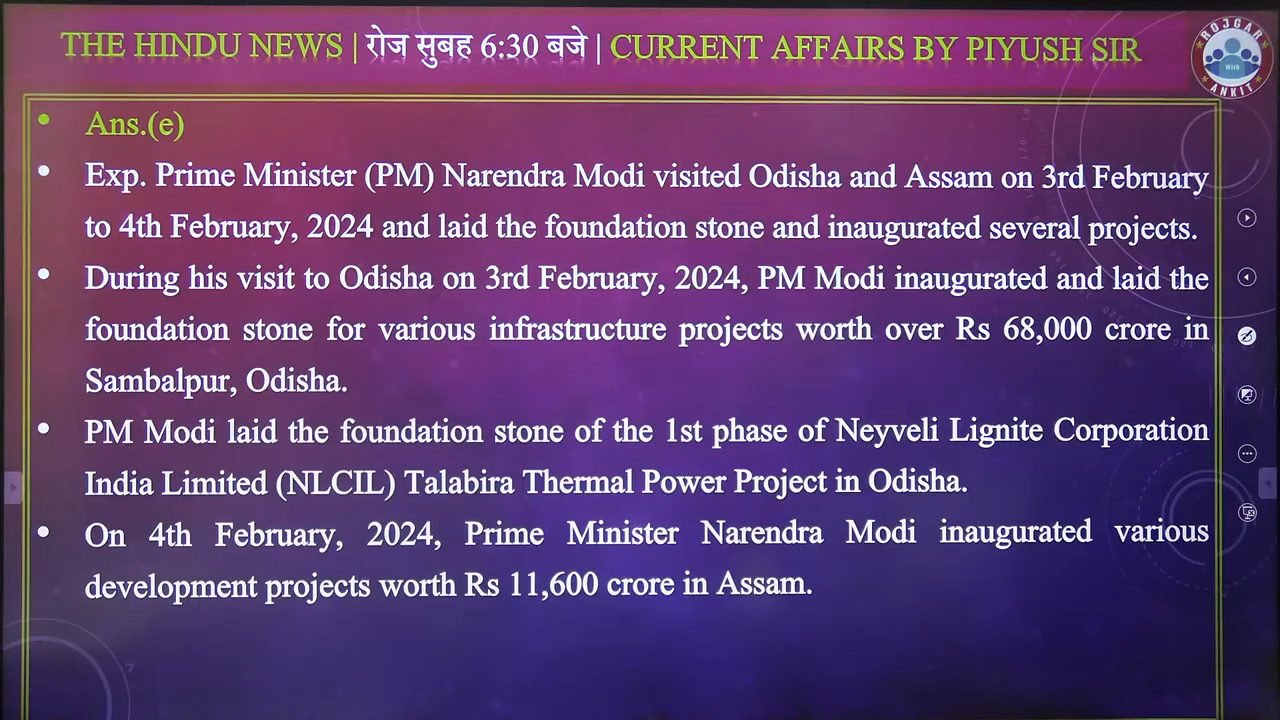 THE HINDU NEWS | रोज सुबह 6:30 बजे | CURRENT AFFAIRS BY PIYUSH SIR
ROJGAR
With
ANKIT
• Ans.(e)
• Exp. Prime Minister (PM) Narendra Modi visited Odisha and Assam on 3rd February
to 4th February, 2024 and laid the foundation stone and inaugurated several projects.
• During his visit to Odisha on 3rd February, 2024, PM Modi inaugurated and laid the
foundation stone for various infrastructure projects worth over Rs 68,000 crore in
Sambalpur, Odisha.
• PM Modi laid the foundation stone of the 1st phase of Neyveli Lignite Corporation
India Limited (NLCIL) Talabira Thermal Power Project in Odisha.
• On 4th February, 2024, Prime Minister Narendra Modi inaugurated various
development projects worth Rs 11,600 crore in Assam.